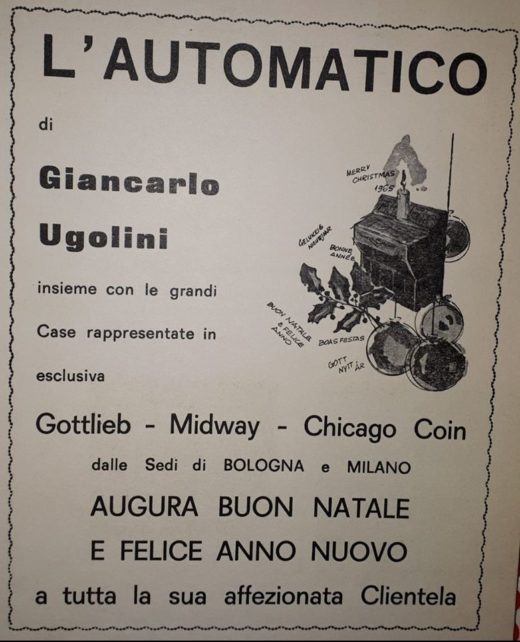 L'AUTOMATICO
di
Giancarlo
Ugolini
insieme con le grandi
Case rappresentate in
esclusiva
MERRY
CHRISTMAS
1965
GELUKKIG
NIEUWJAAR
BONNE
ANNÉE
BUON NATALE
E FELICE
ANNO
BOAS FESTAS
GOTT
NYTT ÅR
Gottlieb - Midway - Chicago Coin
dalle Sedi di BOLOGNA e MILANO
AUGURA BUON NATALE
E FELICE ANNO NUOVO
a tutta la sua affezionata Clientela